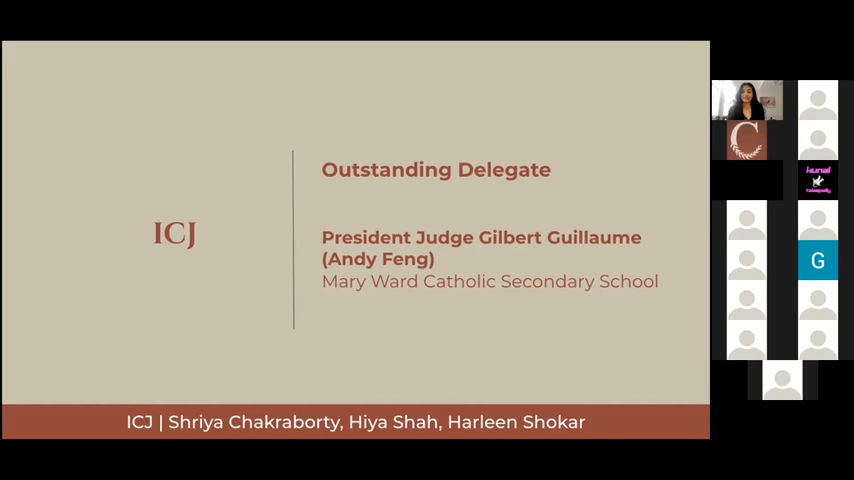 ICJ
Outstanding Delegate
President Judge Gilbert Guillaume
(Andy Feng)
Mary Ward Catholic Secondary School
ICJ | Shriya Chakraborty, Hiya Shah, Harleen Shokar
C
kunal
G